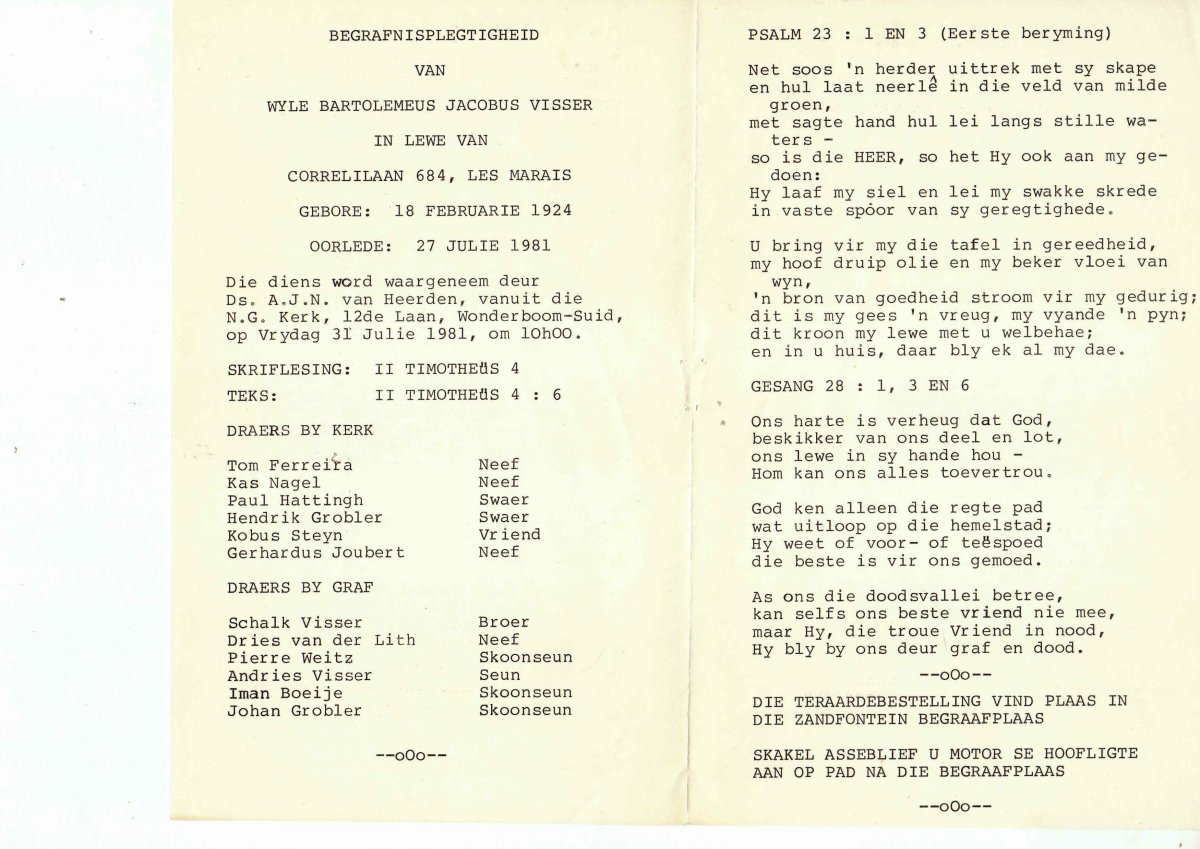 BEGRAFNISPLEGTIGHEID
VAN
WYLE BARTOLEMEUS JACOBUS VISSER
IN LEWE VAN
CORRELILAAN 684, LES MARAIS
GEBORE: 18 FEBRUARIE 1924
OORLEDE: 27 JULIE 1981
Die diens word waargeneem deur
Ds. A.J.N. van Heerden, vanuit die
N.G. Kerk, 12de Laan, Wonderboom-Suid,
op Vrydag 31 Julie 1981, om 10h00.
SKRIFLESING: II TIMOTHEÜS 4
TEKS: II TIMOTHEÜS 4 : 6
DRAERS BY KERK
Tom Ferreira Neef
Kas Nagel Neef
Paul Hattingh Swaer
Hendrik Grobler Swaer
Kobus Steyn Vriend
Gerhardus Joubert Neef
DRAERS BY GRAF
Schalk Visser Broer
Dries van der Lith Neef
Pierre Weitz Skoonseun
Andries Visser Seun
Iman Boeije Skoonseun
Johan Grobler Skoonseun
--oOo--
PSALM 23 : 1 EN 3 (Eerste beryming)
Net soos 'n herder uittrek met sy skape
en hul laat neerlê in die veld van milde
groen,
met sagte hand hul lei langs stille wa-
ters -
so is die HEER, so het Hy ook aan my ge-
doen:
Hy laaf my siel en lei my swakke skrede
in vaste spòor van sy geregtighede.
U bring vir my die tafel in gereedheid,
my hoof druip olie en my beker vloei van
wyn,
'n bron van goedheid stroom vir my gedurig;
dit is my gees 'n vreug, my vyande 'n pyn;
dit kroon my lewe met u welbehae;
en in u huis, daar bly ek al my dae.
GESANG 28 : 1, 3 EN 6
Ons harte is verheug dat God,
beskikker van ons deel en lot,
ons lewe in sy hande hou -
Hom kan ons alles toevertrou.
God ken alleen die regte pad
wat uitloop op die hemelstad;
Hy weet of voor- of teëspoed
die beste is vir ons gemoed.
As ons die doodsvallei betree,
kan selfs ons beste vriend nie mee,
maar Hy, die troue Vriend in nood,
Hy bly by ons deur graf en dood.
--oOo--
DIE TERAARDEBESTELLING VIND PLAAS IN
DIE ZANDFONTEIN BEGRAAFPLAAS
SKAKEL ASSEBLIEF U MOTOR SE HOOFLIGTE
AAN OP PAD NA DIE BEGRAAFPLAAS
--oOo--